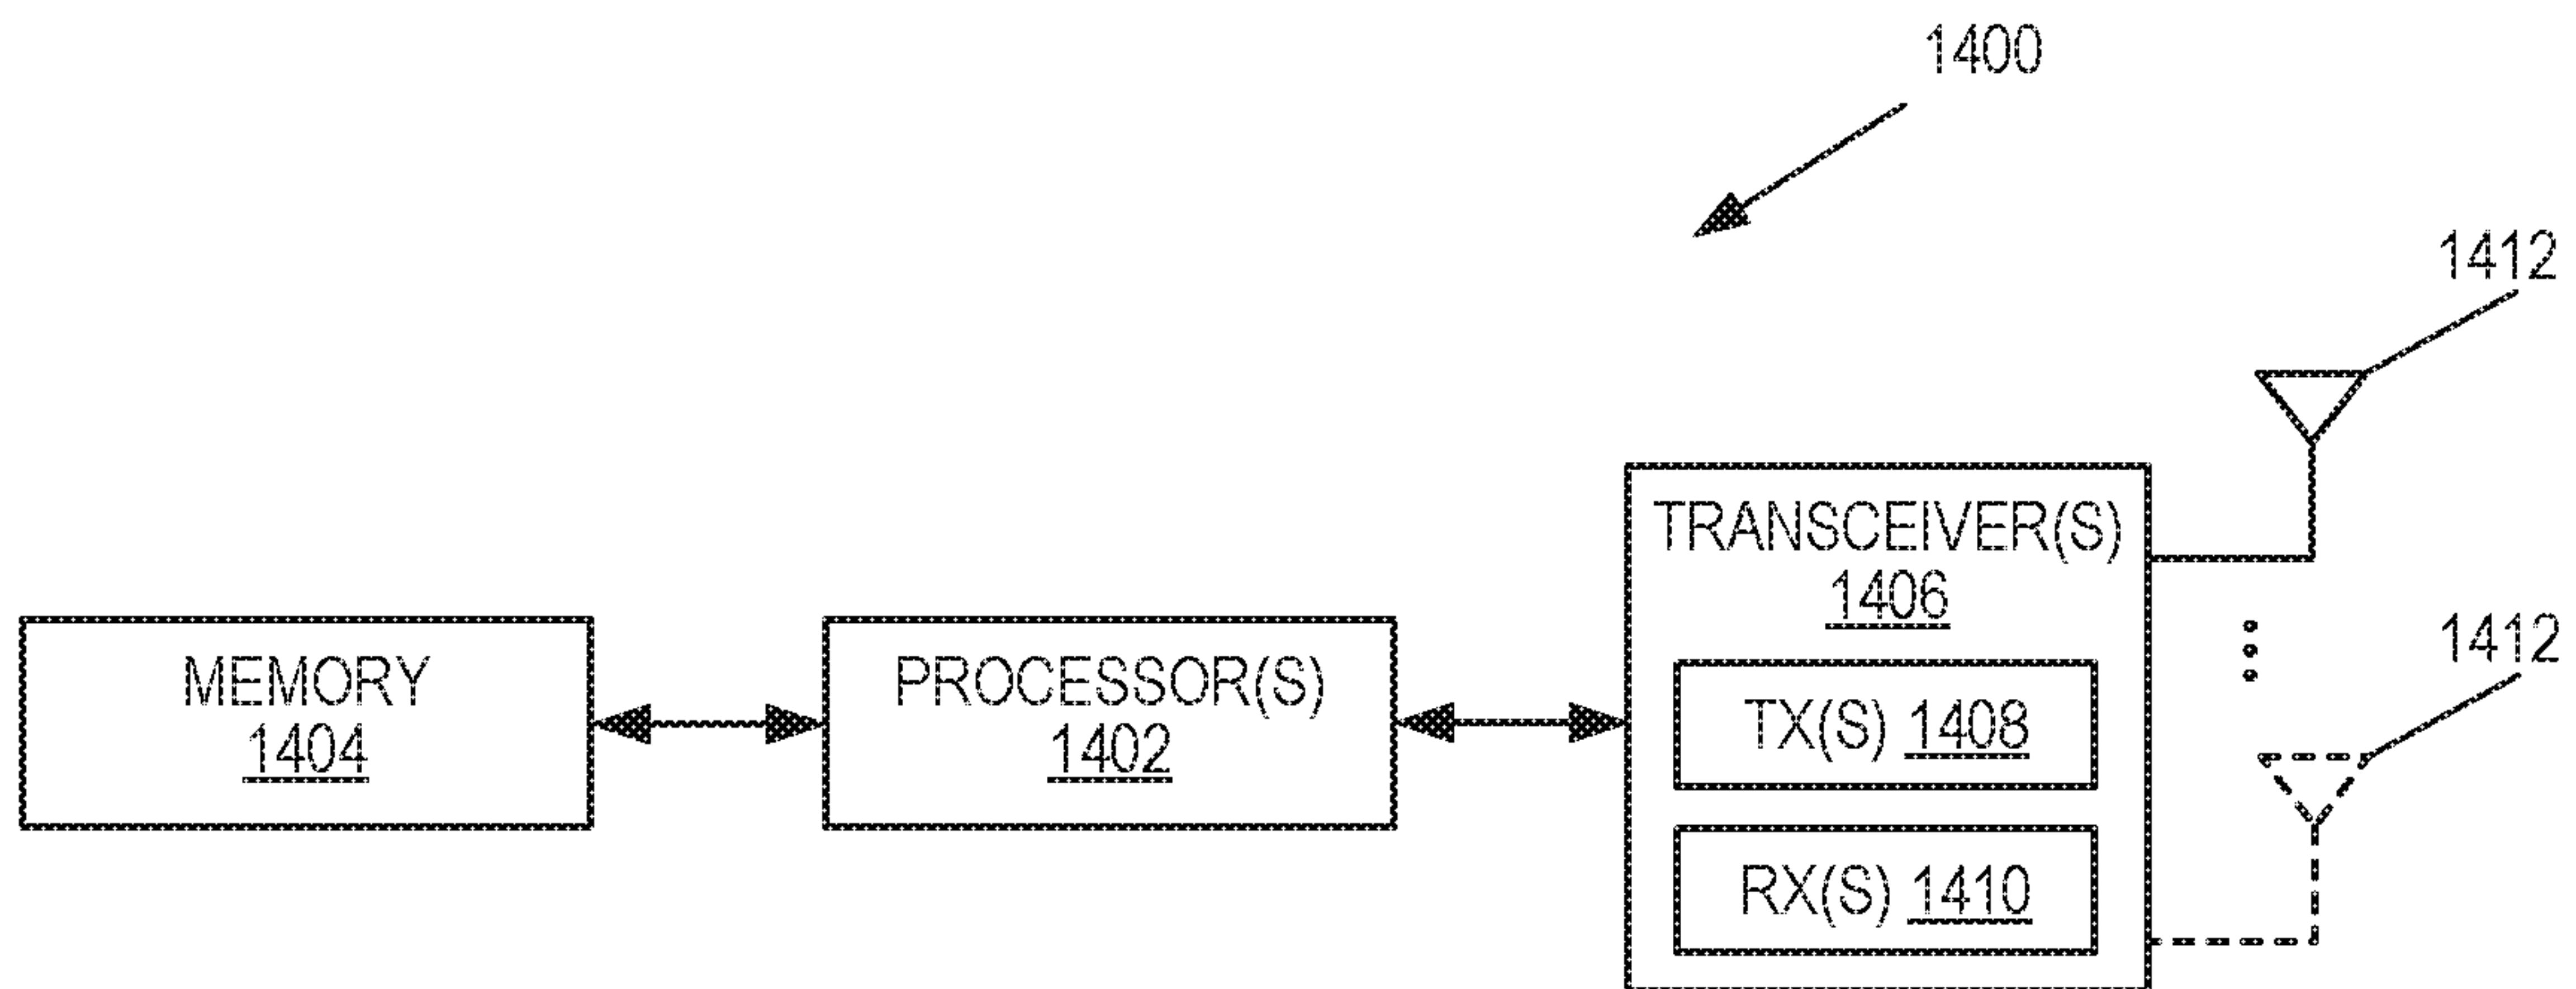 1400
1412
TRANSCEIVER(S)
1406
1412
MEMORY
1404
PROCESSOR(S)
1402
TX(S) 1408
RX(S) 1410